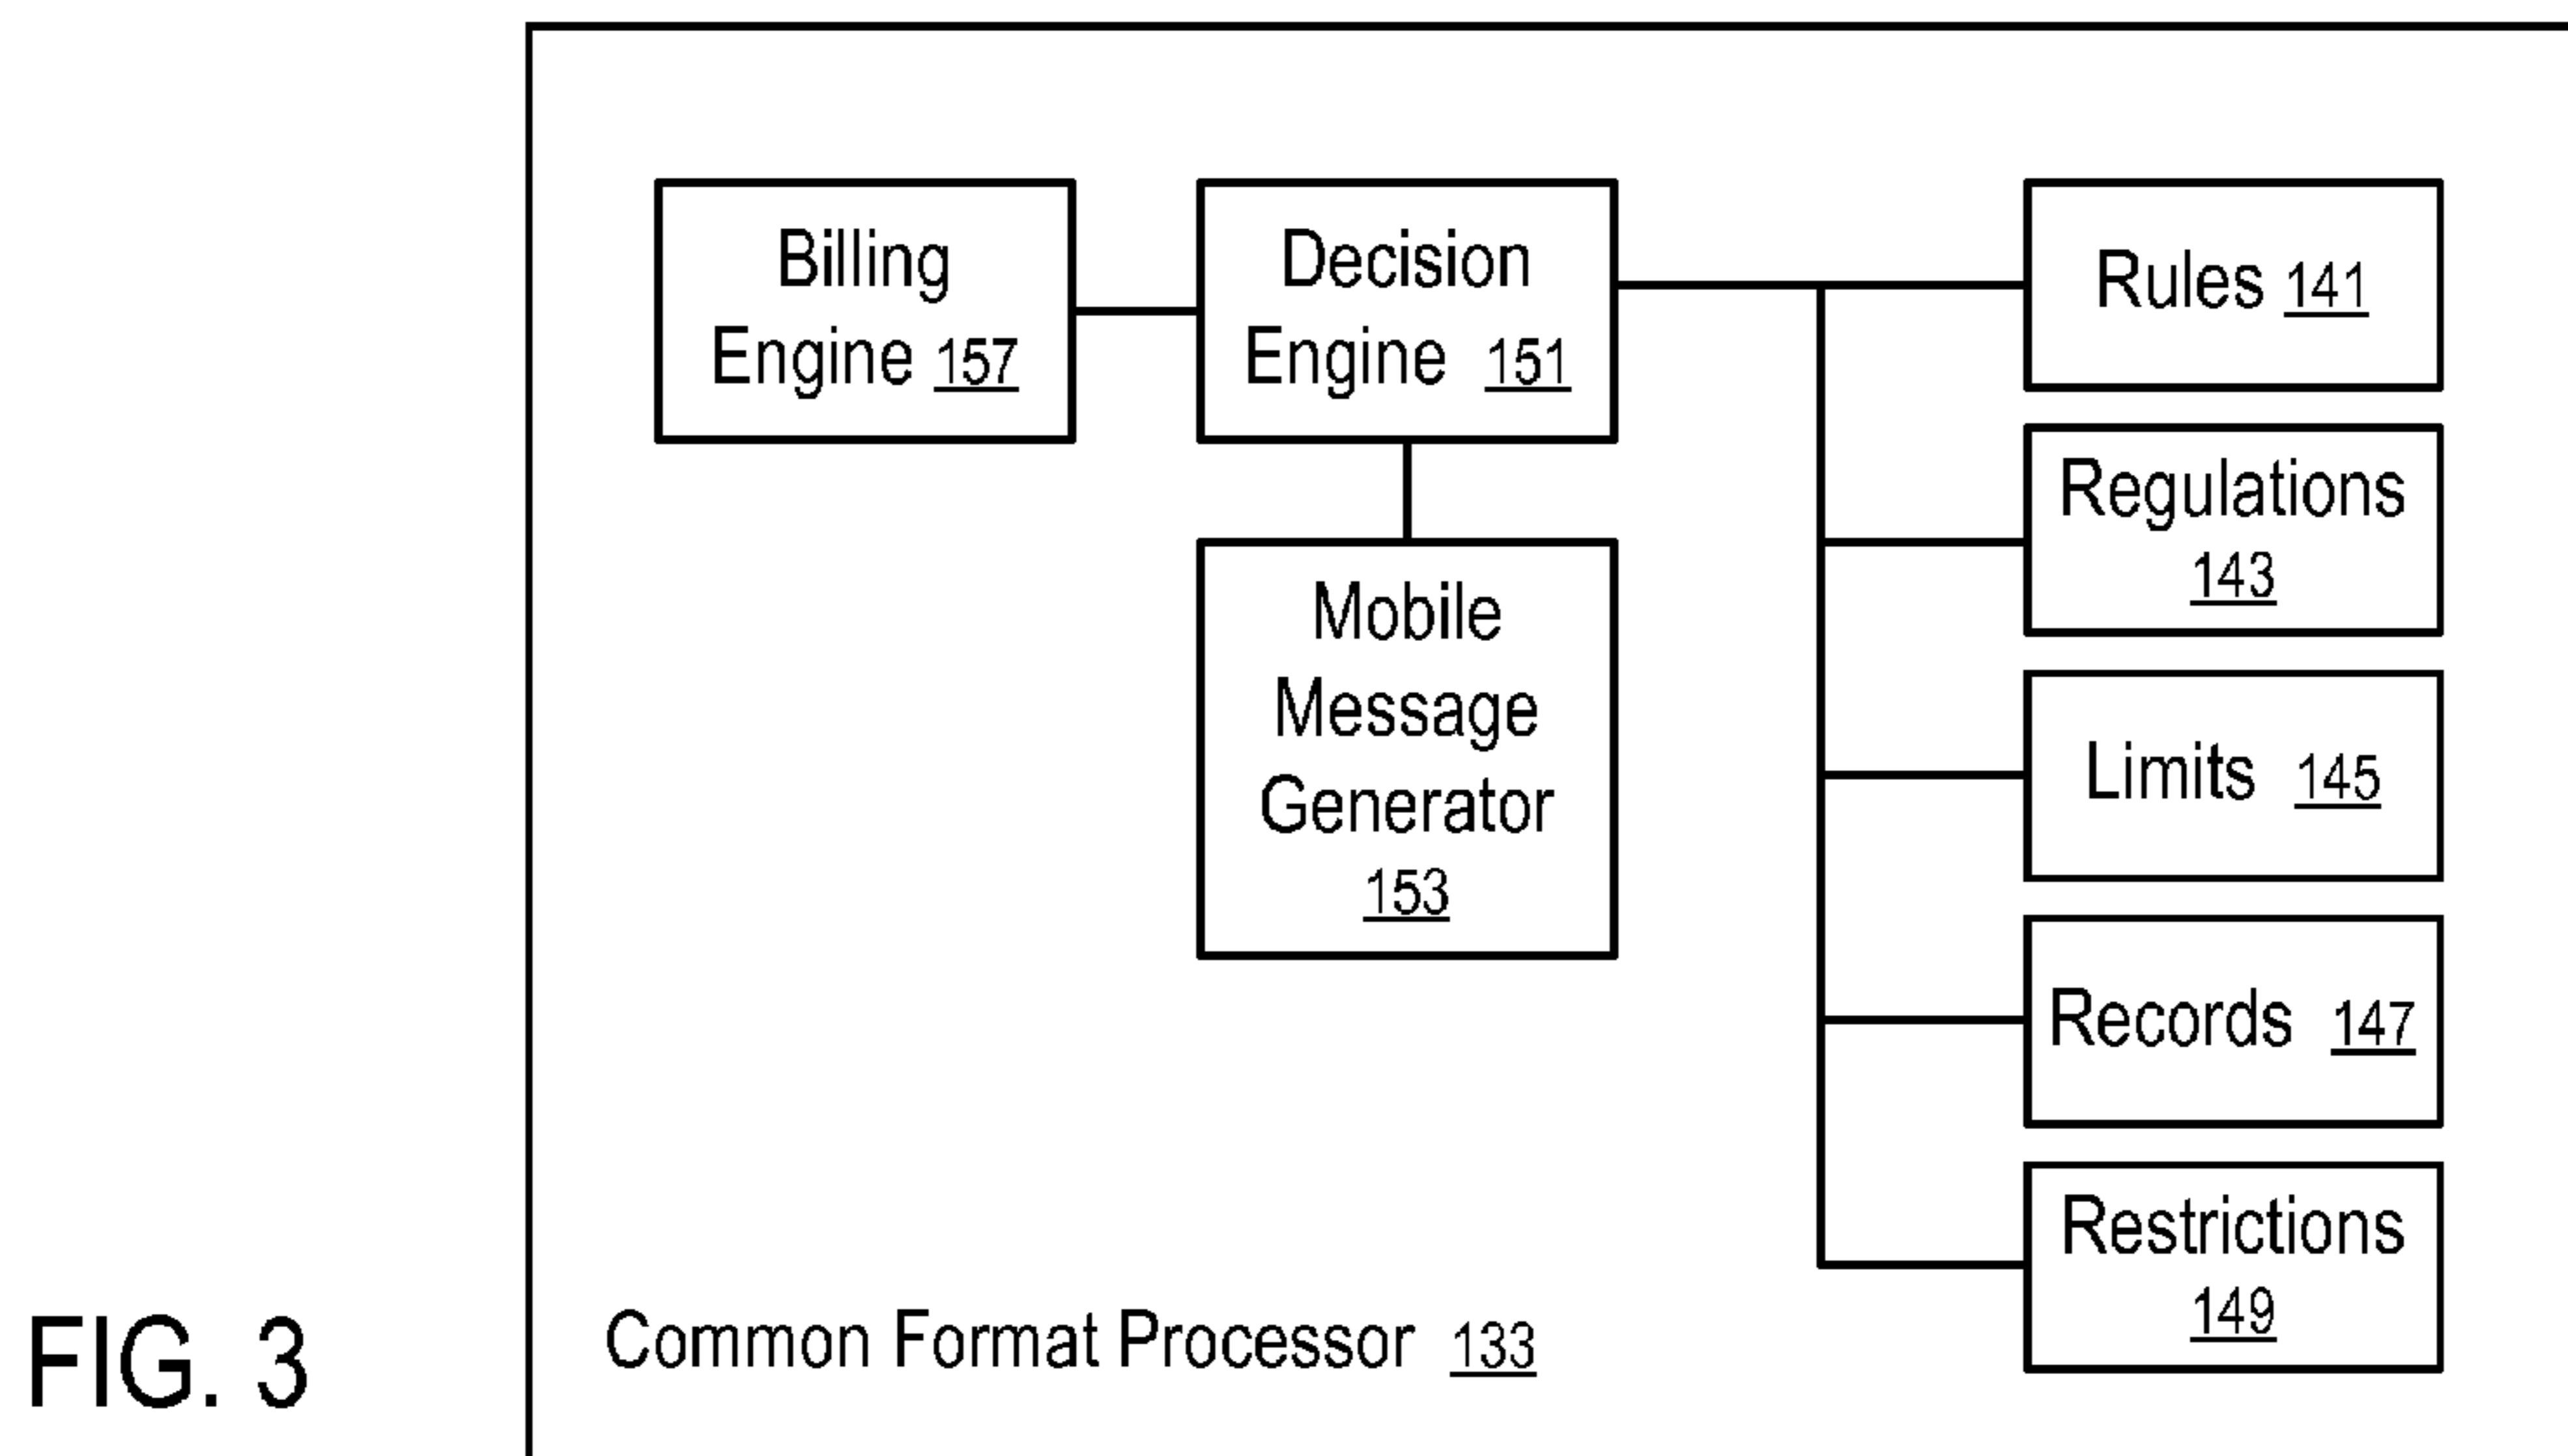 Billing
Engine 157
Decision
Engine 151
Mobile
Message
Generator
153
Rules 141
Regulations
143
Limits 145
Records 147
Restrictions
149
Common Format Processor 133
FIG. 3